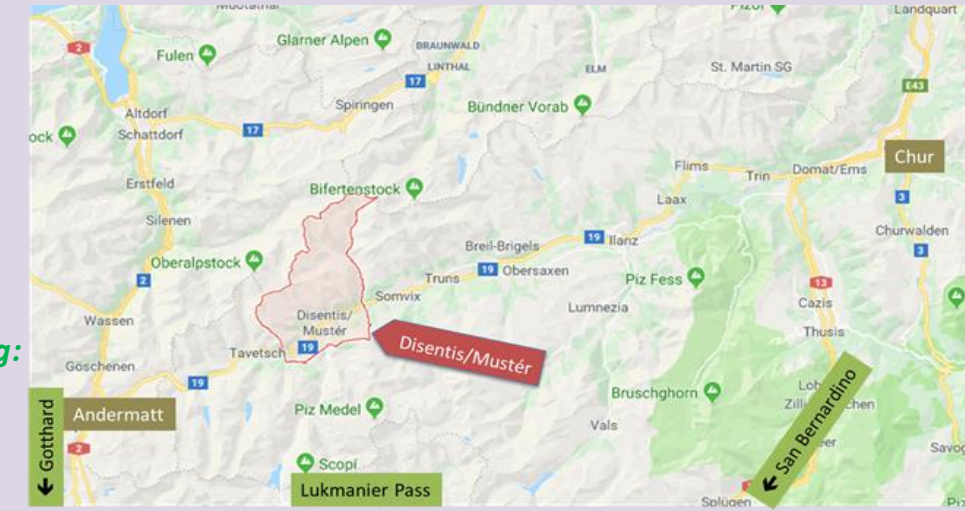 Muotathal
Pizol
Landquart
2
Fulen
Glarner Alpen
BRAUNWALD
LINTHAL
ELM
St. Martin SG
17
E43
Altdorf
Schattdorf
Spiringen
Bündner Vorab
ock
17
Chur
Flims
Trin
Domat/Ems
Erstfeld
Bifertenstock
Laax
3
Silenen
Churwalden
Oberalpstock
Breil-Brigels
19
Ilanz
3
2
Truns
19
Obersaxen
Piz Fess
13
Somvix
Cazis
Wassen
Disentis/
Mustér
Lumnezia
Thusis
Disentis/Mustér
g:
Tavetsch
19
Göschenen
19
Bruschghorn
Andermatt
Piz Medel
Vals
← Gotthard
2
Scopí
Lukmanier Pass
← San Bernardino
Savog
Splügen
Piz